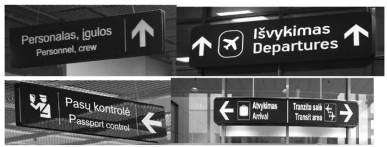 Personalas, įgulos
Personnel, crew
Išvykimas
Departures
Pasų kontrolė
Passport control
Atvykimas
Arrival
Tranzito salė
Transit area